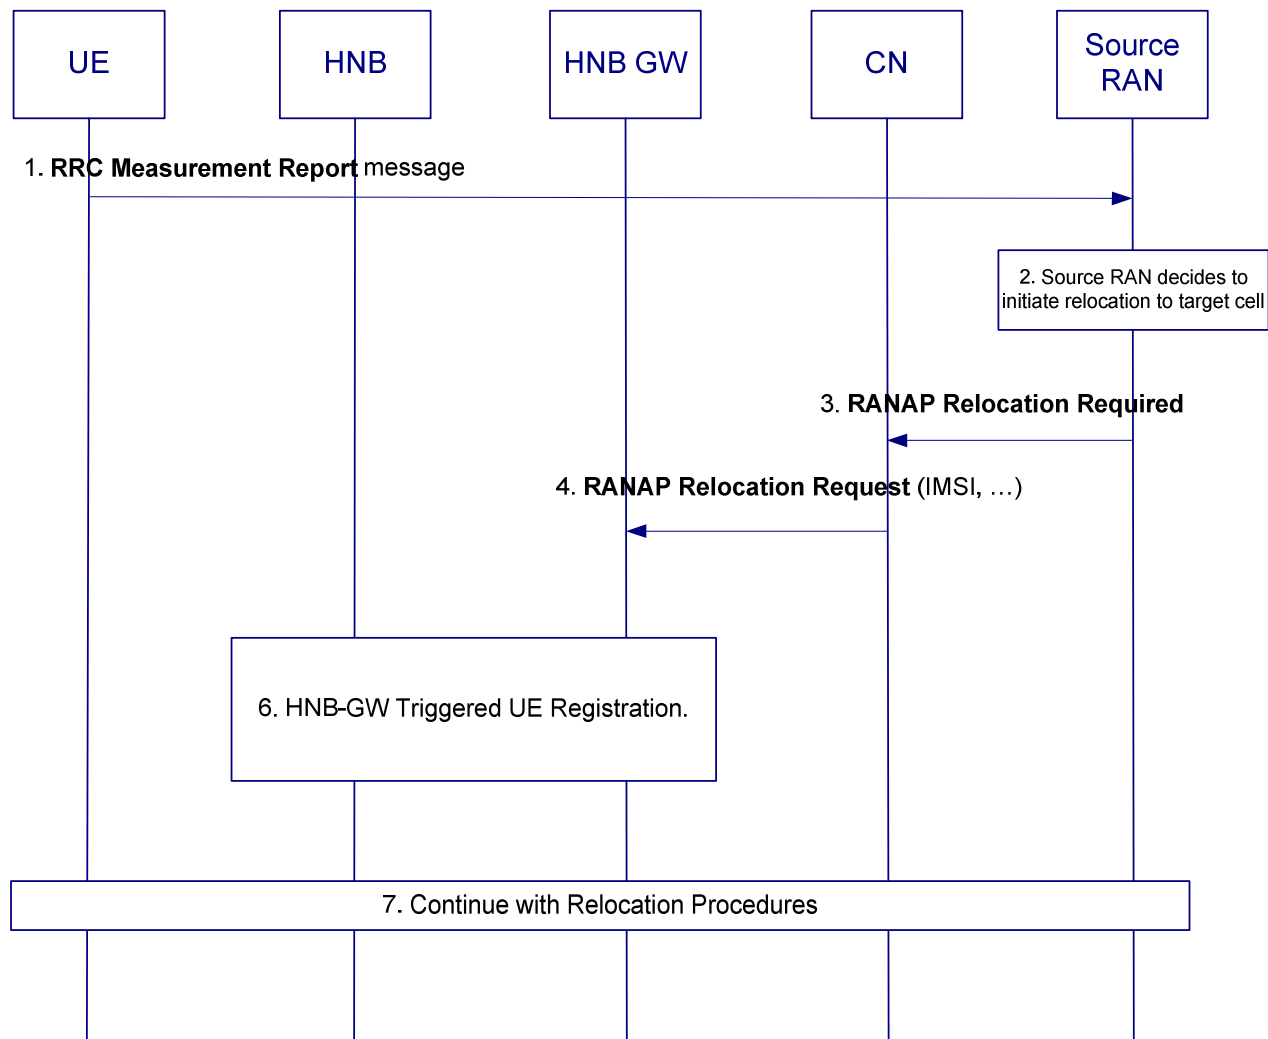 UE
HNB
HNB GW
CN
Source
RAN
1. RRC Measurement Report message
2. Source RAN decides to
initiate relocation to target cell
3. RANAP Relocation Required
4. RANAP Relocation Request (IMSI, …)
6. HNB-GW Triggered UE Registration.
7. Continue with Relocation Procedures